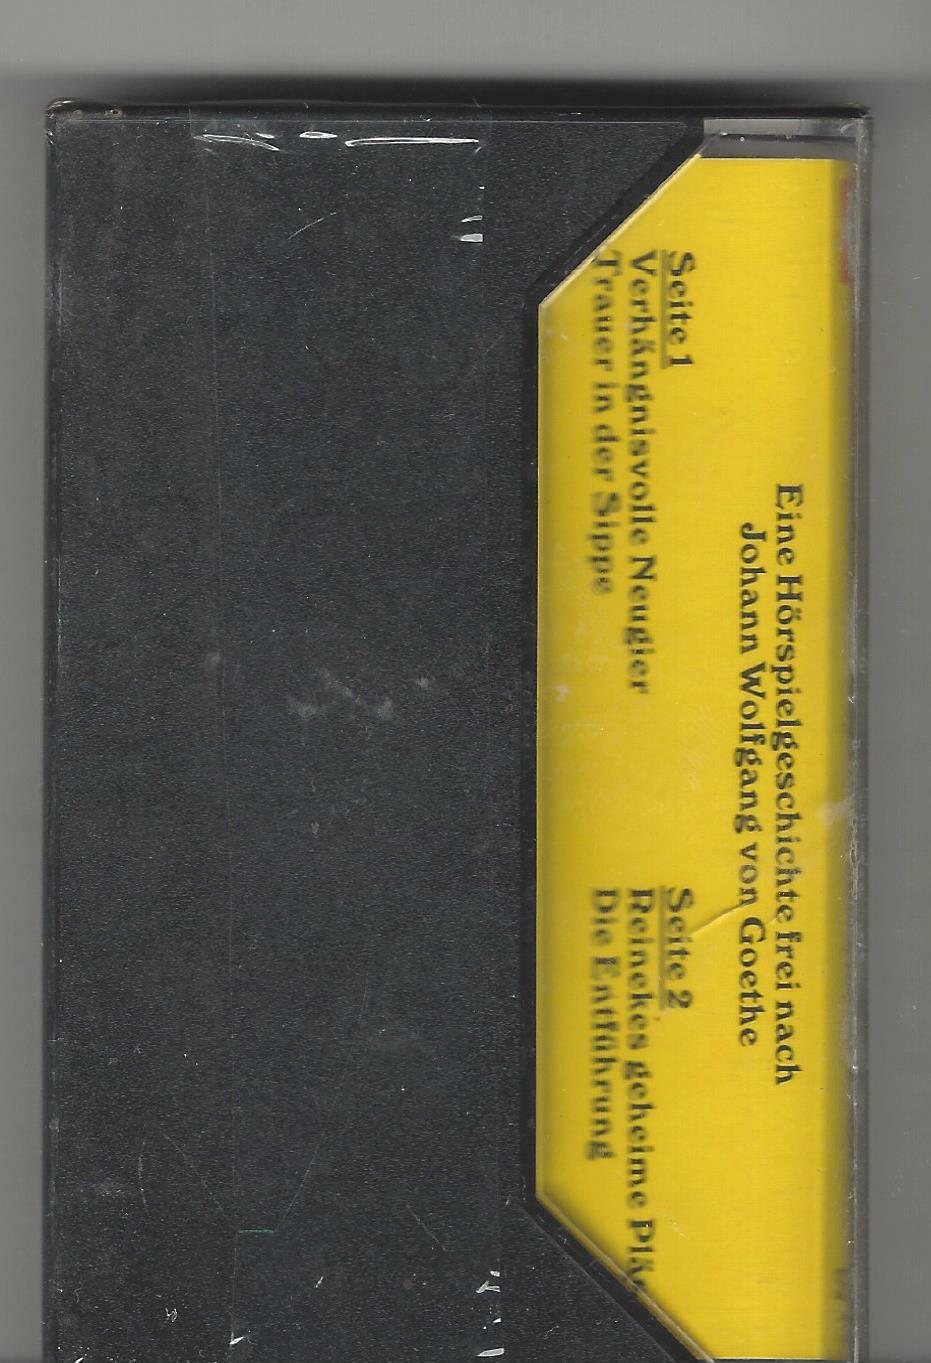 Eine Hörspielgeschichte frei nach
Johann Wolfgang von Goethe
Seite 1
Verhängnisvolle Neugier
Trauer in der Sippe
Seite 2
Reinekes geheime Plä
Die Entführung